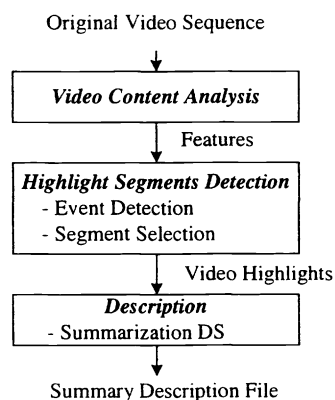 Original Video Sequence
Video Content Analysis
Features
Highlight Segments Detection
- Event Detection
- Segment Selection
Video Highlights
Description
- Summarization DS
Summary Description File